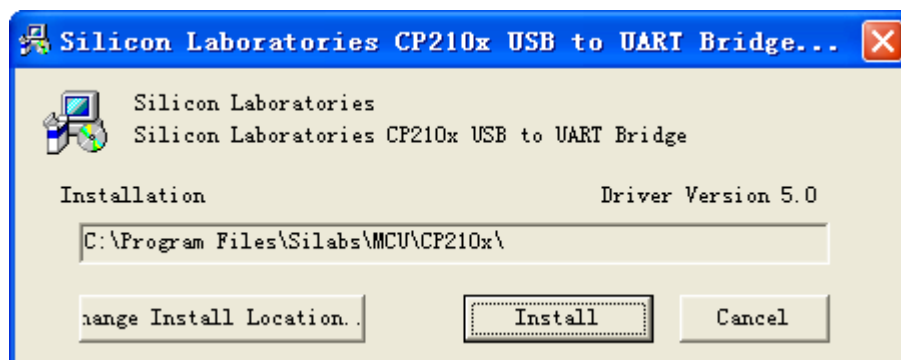 Silicon Laboratories CP210x USB to UART Bridge...
Silicon Laboratories
Silicon Laboratories CP210x USB to UART Bridge
Installation
Driver Version 5.0
C:\Program Files\Silabs\MCU\CP210x\
hange Install Location..
Install
Cancel